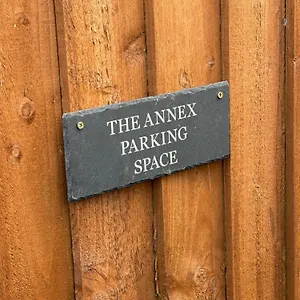 THE ANNEX
PARKING
SPACE